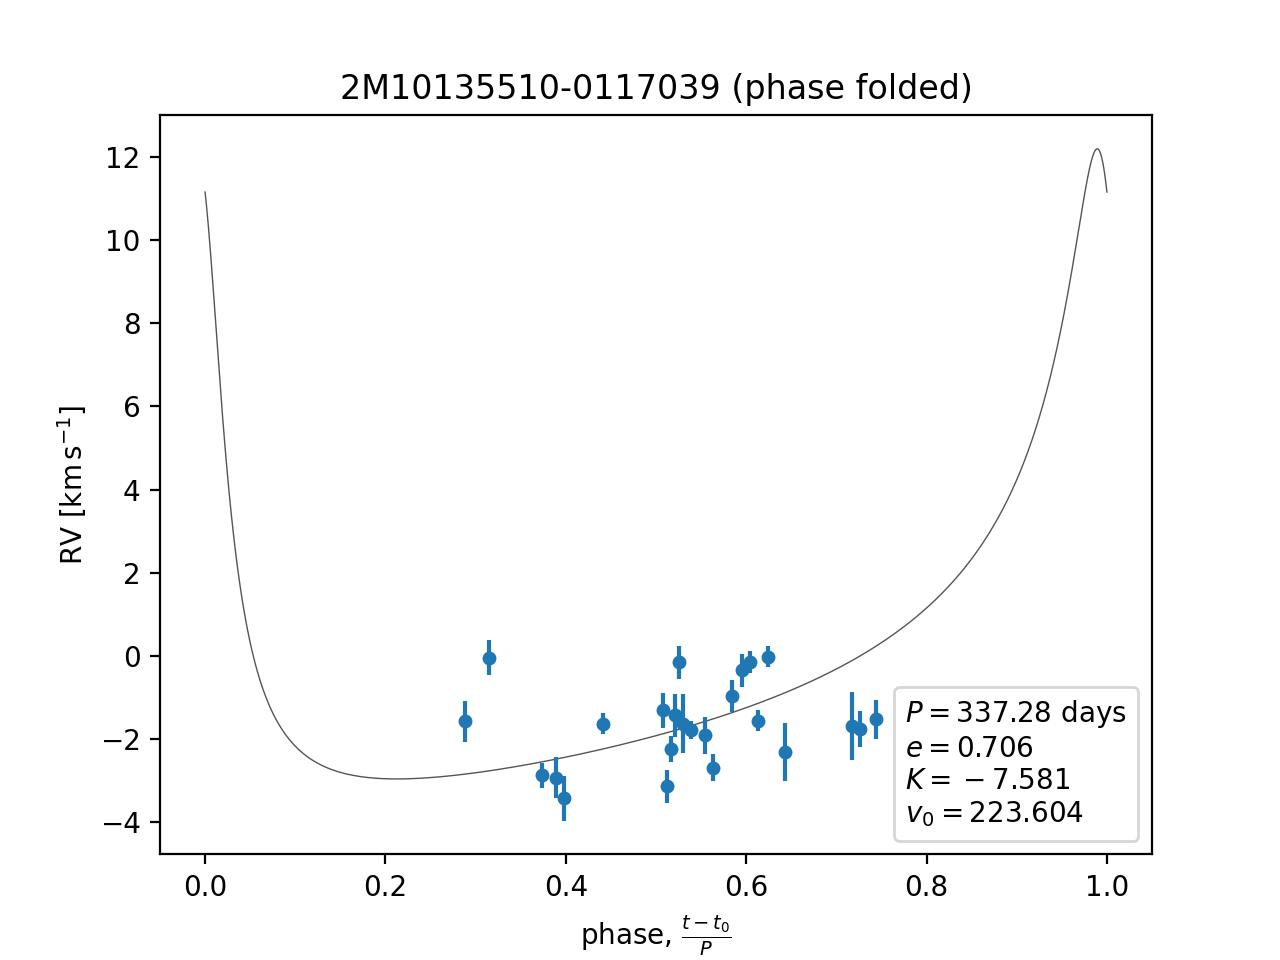 2M10135510-0117039 (phase folded)
RV [km s⁻¹]
12
10
8
6
4
2
0
−2
−4
P = 337.28 days
e = 0.706
K = −7.581
v₀ = 223.604
0.0 0.2 0.4 0.6 0.8 1.0
phase, (t − t₀)/P